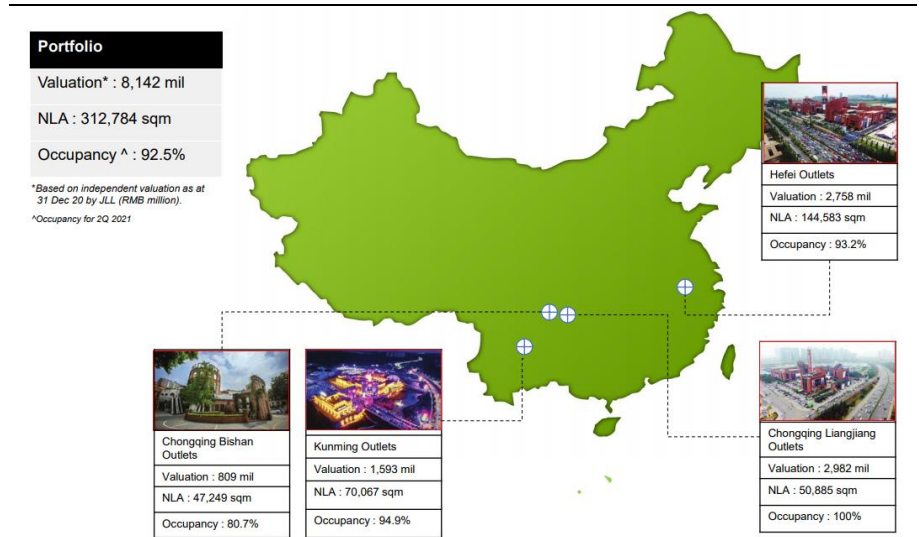 Portfolio
Valuation* : 8,142 mil
NLA : 312,784 sqm
Occupancy ^ : 92.5%
*Based on independent valuation as at
31 Dec 20 by JLL (RMB million).
^Occupancy for 2Q 2021
Hefei Outlets
Valuation : 2,758 mil
NLA : 144,583 sqm
Occupancy : 93.2%
Chongqing Bishan
Outlets
Valuation : 809 mil
NLA : 47,249 sqm
Occupancy : 80.7%
Kunming Outlets
Valuation : 1,593 mil
NLA : 70,067 sqm
Occupancy : 94.9%
Chongqing Liangjiang
Outlets
Valuation : 2,982 mil
NLA : 50,885 sqm
Occupancy : 100%